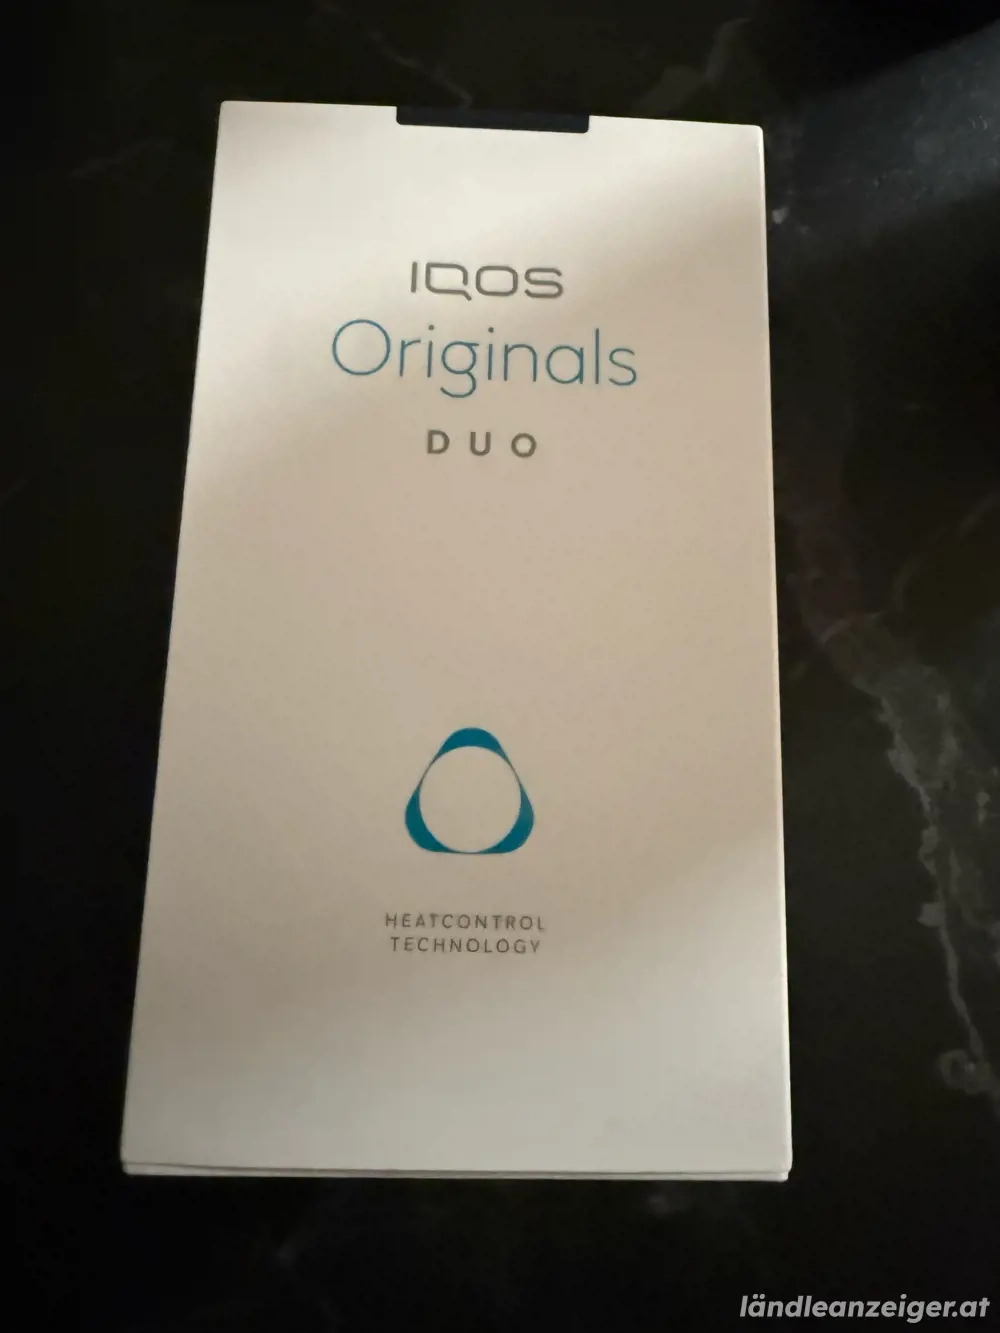 IQOS
Originals
DUO
HEATCONTROL
TECHNOLOGY
ländleanzeiger.at